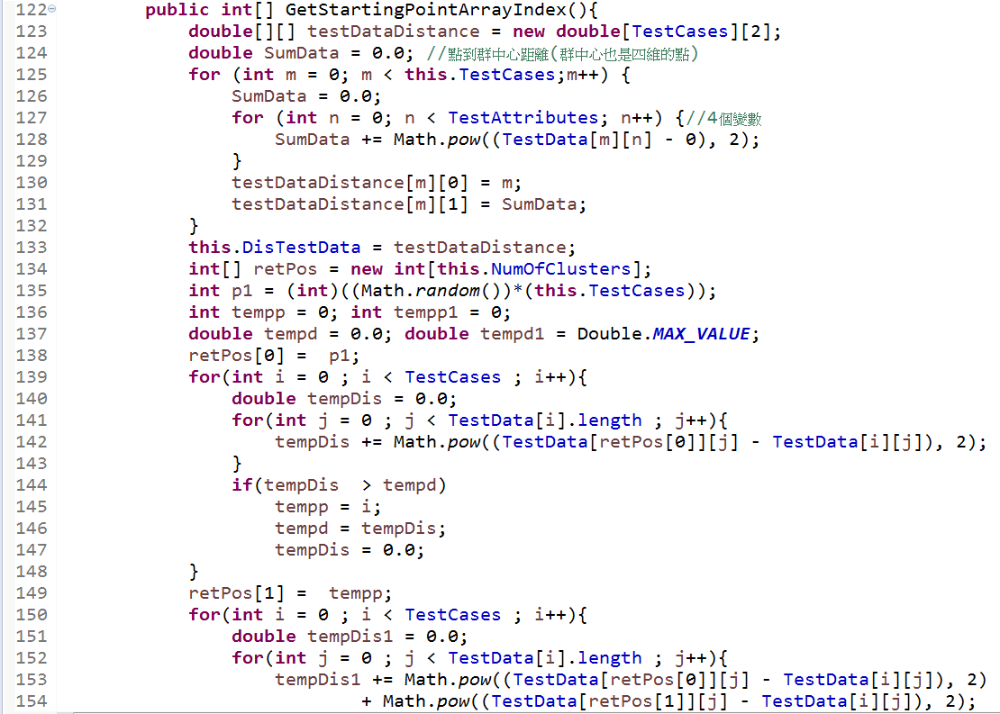 122 public int[] GetStartingPointArrayIndex(){
123 double[][] testDataDistance = new double[TestCases][2];
124 double SumData = 0.0; //點到群中心距離(群中心也是四維的點)
125 for (int m = 0; m < this.TestCases;m++) {
126 SumData = 0.0;
127 for (int n = 0; n < TestAttributes; n++) {//4個變數
128 SumData += Math.pow((TestData[m][n] - 0), 2);
129 }
130 testDataDistance[m][0] = m;
131 testDataDistance[m][1] = SumData;
132 }
133 this.DisTestData = testDataDistance;
134 int[] retPos = new int[this.NumOfClusters];
135 int p1 = (int)((Math.random())*(this.TestCases));
136 int tempp = 0; int tempp1 = 0;
137 double tempd = 0.0; double tempd1 = Double.MAX_VALUE;
138 retPos[0] =  p1;
139 for(int i = 0 ; i < TestCases ; i++){
140 double tempDis = 0.0;
141 for(int j = 0 ; j < TestData[i].length ; j++){
142 tempDis += Math.pow((TestData[retPos[0]][j] - TestData[i][j]), 2);
143 }
144 if(tempDis  > tempd)
145 tempp = i;
146 tempd = tempDis;
147 tempDis = 0.0;
148 }
149 retPos[1] =  tempp;
150 for(int i = 0 ; i < TestCases ; i++){
151 double tempDis1 = 0.0;
152 for(int j = 0 ; j < TestData[i].length ; j++){
153 tempDis1 += Math.pow((TestData[retPos[0]][j] - TestData[i][j]), 2)
154 + Math.pow((TestData[retPos[1]][j] - TestData[i][j]), 2);